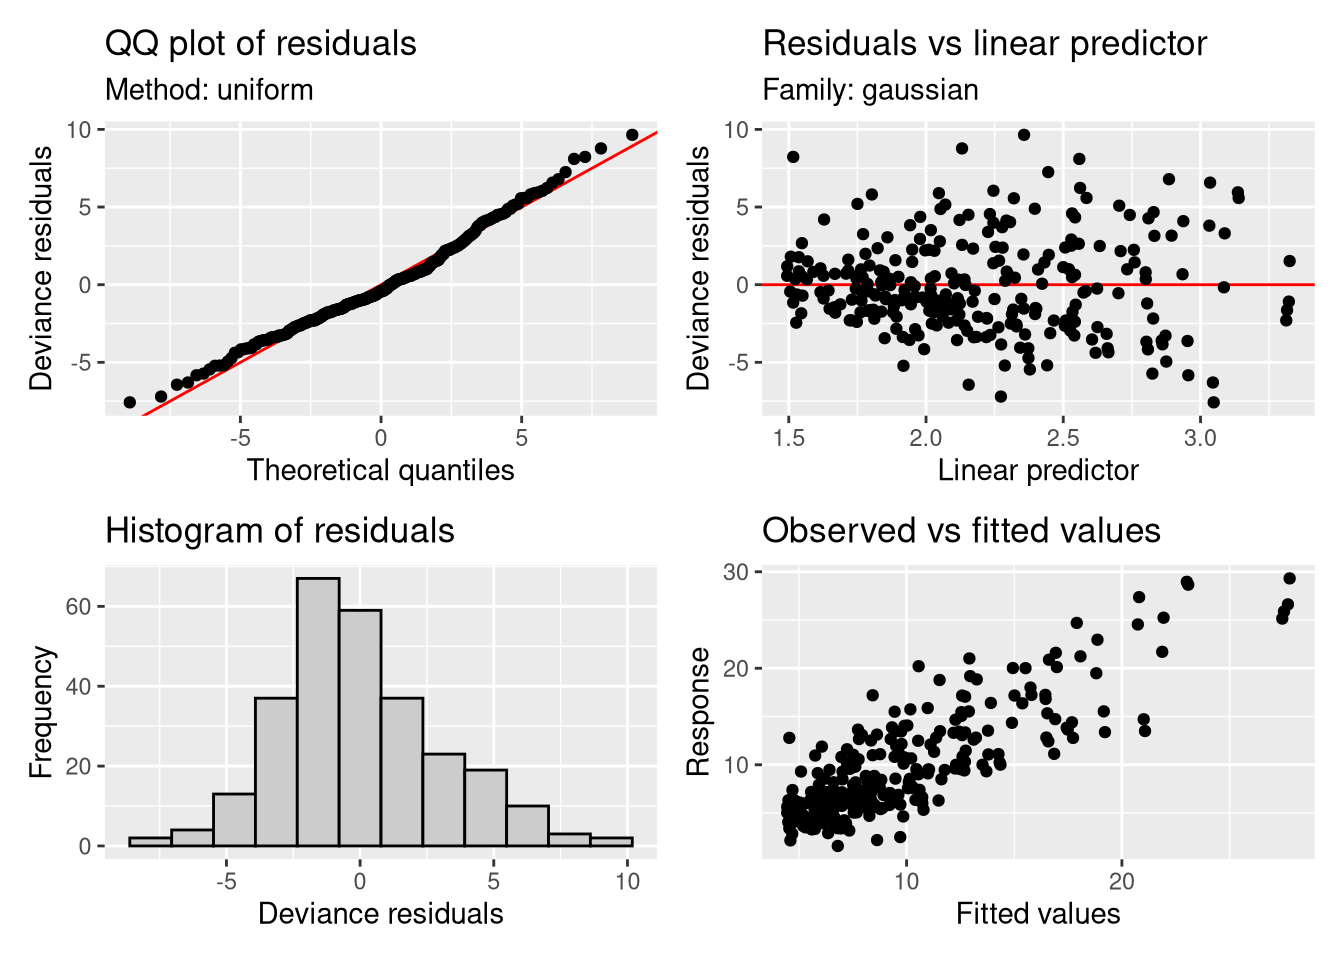 QQ plot of residuals
Method: uniform
10
5
0
-5
Deviance residuals
-5
0
5
Theoretical quantiles
Residuals vs linear predictor
Family: gaussian
10
5
0
-5
Deviance residuals
1.5
2.0
2.5
3.0
Linear predictor
Histogram of residuals
60
40
20
0
Frequency
-5
0
5
10
Deviance residuals
Observed vs fitted values
30
20
10
Response
10
20
Fitted values